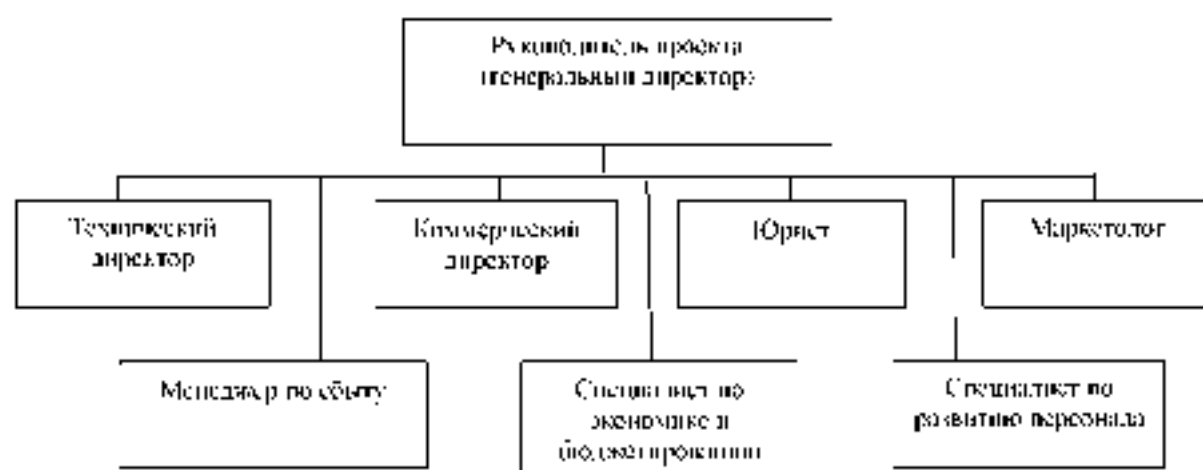 Руководитель проекта
(генеральный директор)
Технический
директор
Коммерческий
директор
Юрист
Маркетолог
Менеджер по сбыту
Специалист по
экономике и
бюджетированию
Специалист по
развитию персонала